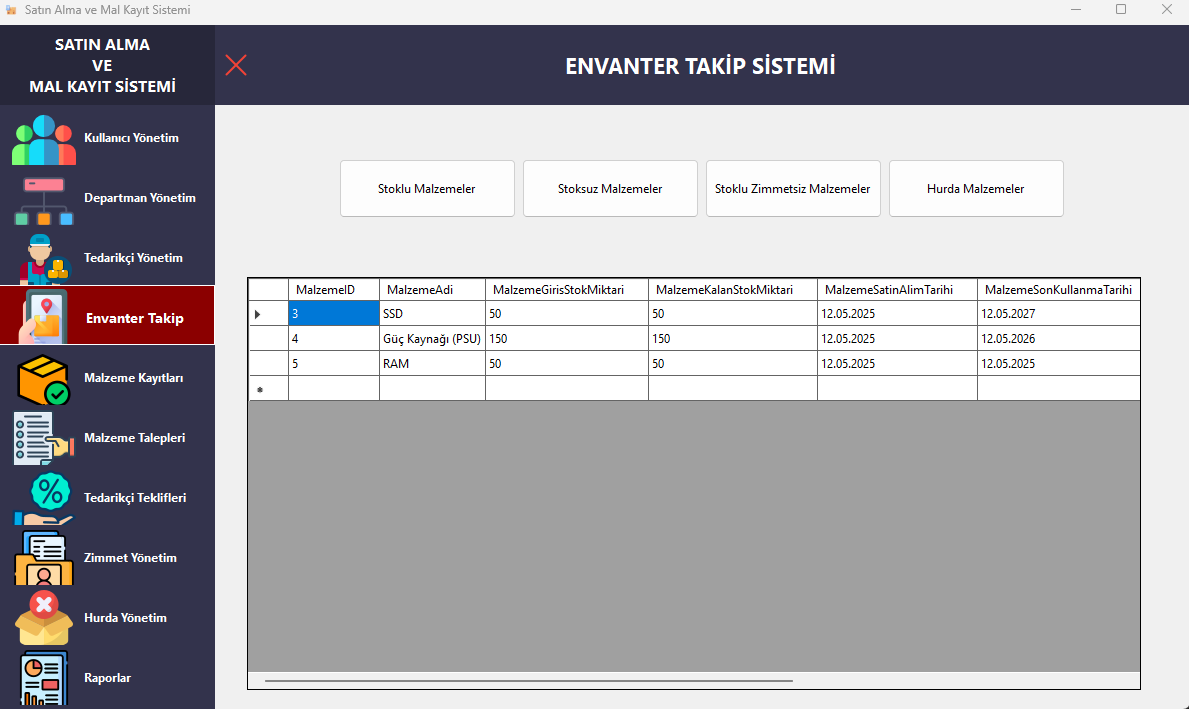 Satın Alma ve Mal Kayıt Sistemi
SATIN ALMA
VE
MAL KAYIT SİSTEMİ
ENVANTER TAKİP SİSTEMİ
Kullanıcı Yönetim
Departman Yönetim
Tedarikçi Yönetim
Envanter Takip
Malzeme Kayıtları
Malzeme Talepleri
Tedarikçi Teklifleri
Zimmet Yönetim
Hurda Yönetim
Raporlar
Stoklu Malzemeler
Stoksuz Malzemeler
Stoklu Zimmetsiz Malzemeler
Hurda Malzemeler
MalzemeID MalzemeAdi MalzemeGirisStokMiktari MalzemeKalanStokMiktari MalzemeSatinAlimTarihi MalzemeSonKullanmaTarihi
3 SSD 50 50 12.05.2025 12.05.2027
4 Güç Kaynağı (PSU) 150 150 12.05.2025 12.05.2026
5 RAM 50 50 12.05.2025 12.05.2025